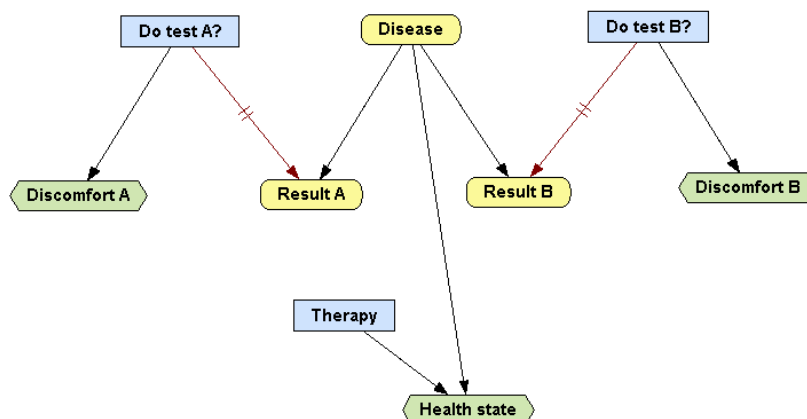 Do test A?
Disease
Do test B?
Discomfort A
Result A
Result B
Discomfort B
Therapy
Health state